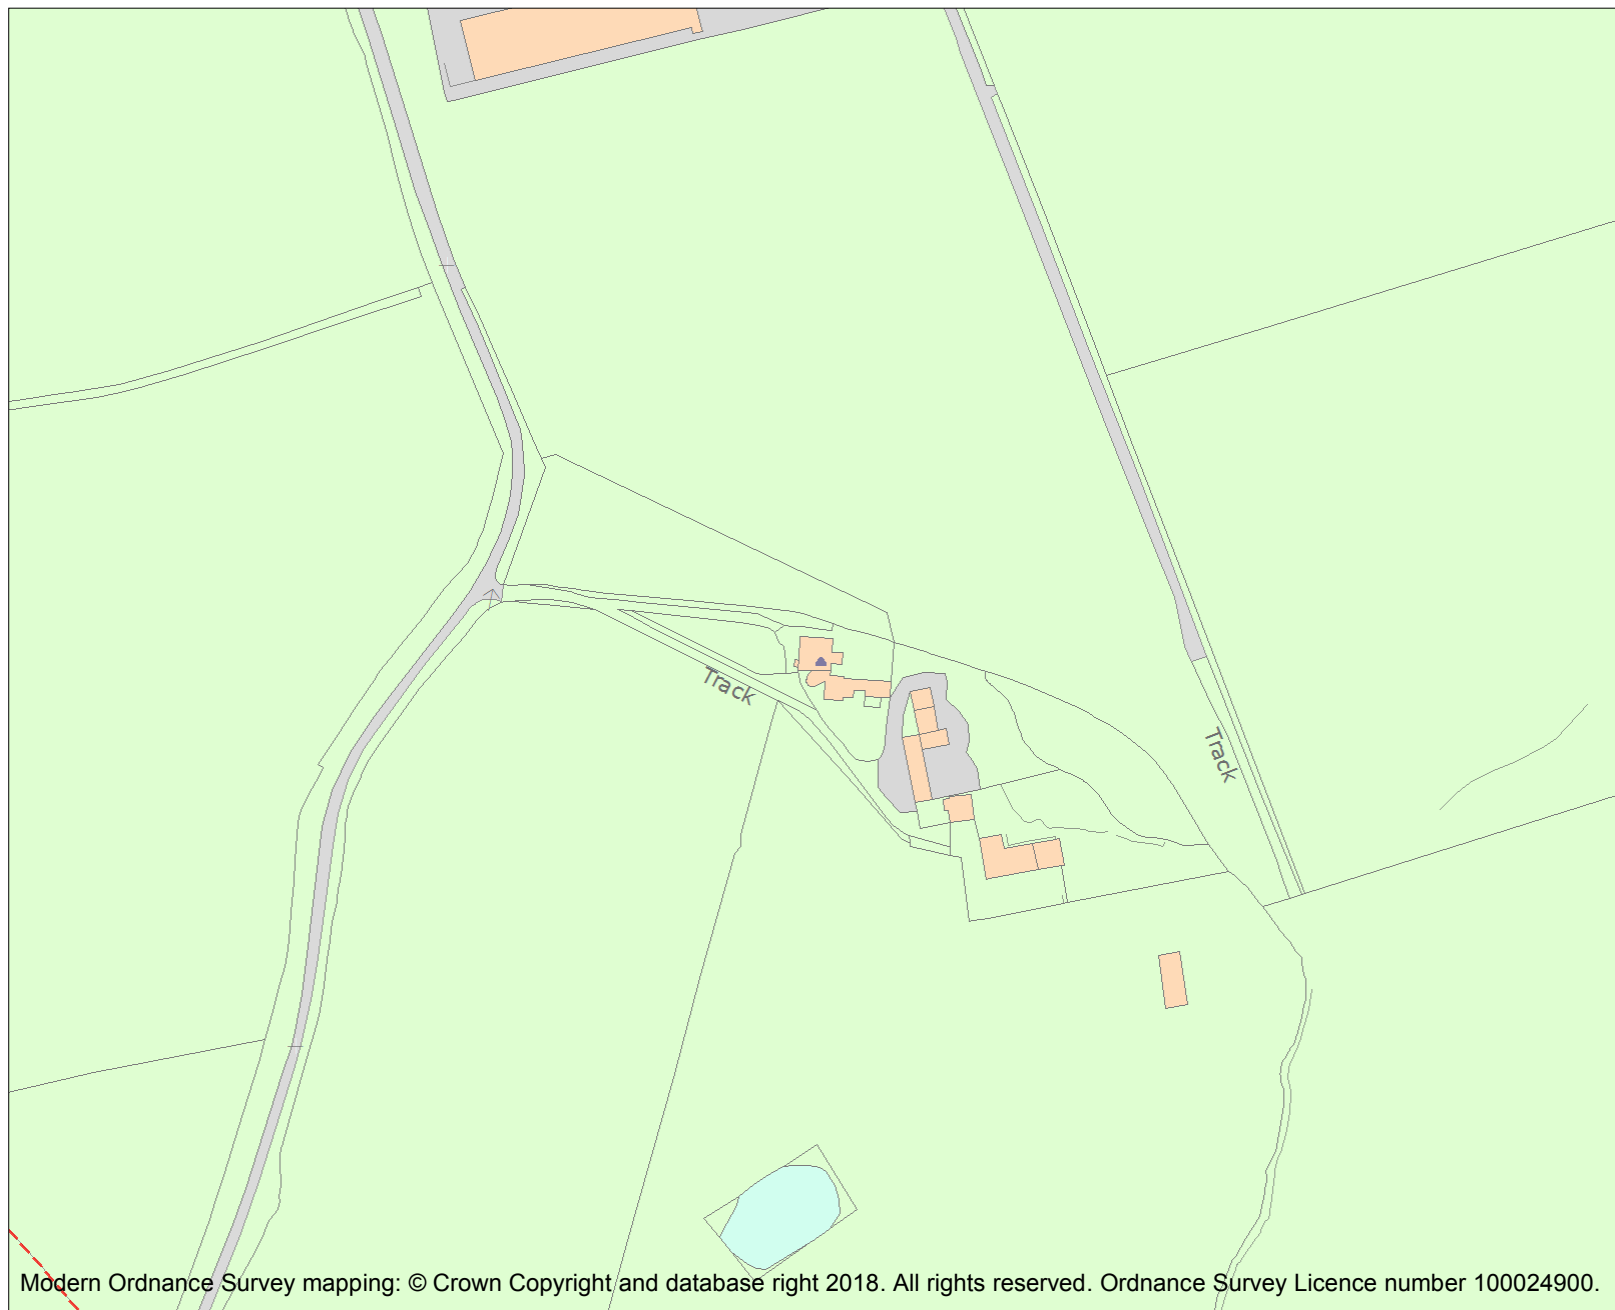 Track
Track
Modern Ordnance Survey mapping: © Crown Copyright and database right 2018. All rights reserved. Ordnance Survey Licence number 100024900.